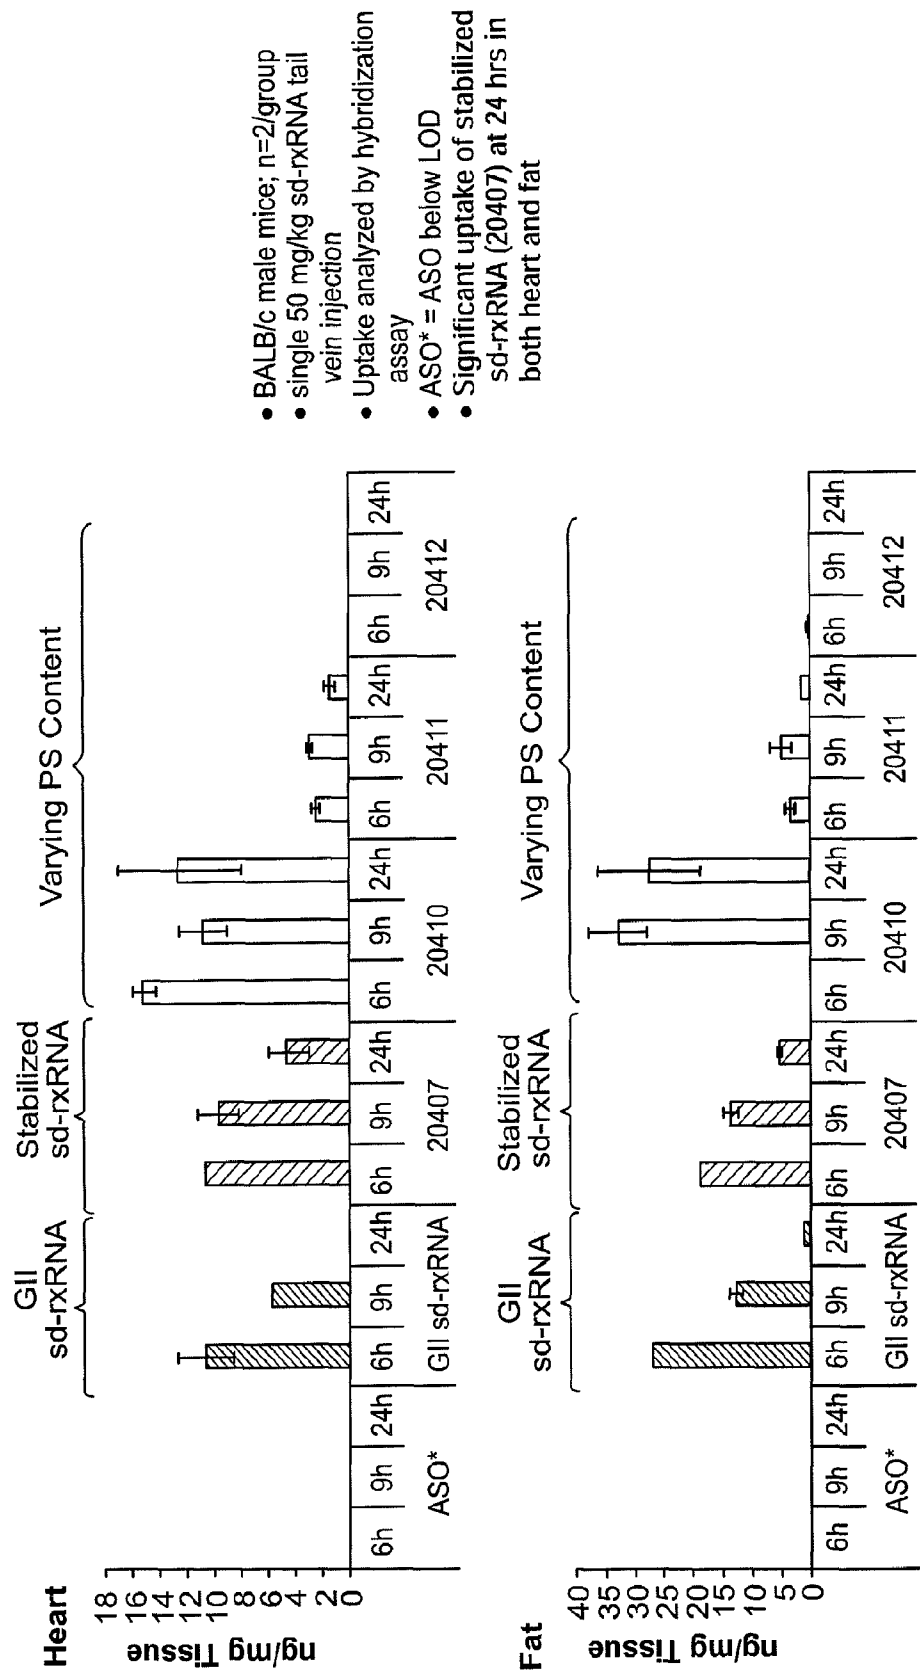 Heart
GII
sd-rxRNA
Stabilized
sd-rxRNA
Varying PS Content
ng/mg Tissue
18
16
14
12
10
8
6
4
2
0
6h 9h 24h 6h 9h 24h 6h 9h 24h 6h 9h 24h 6h 9h 24h 6h 9h 24h
ASO* GII sd-rxRNA 20407 20410 20411 20412
Fat
GII
sd-rxRNA
Stabilized
sd-rxRNA
Varying PS Content
ng/mg Tissue
40
35
30
25
20
15
10
5
0
6h 9h 24h 6h 9h 24h 6h 9h 24h 6h 9h 24h 6h 9h 24h 6h 9h 24h
ASO* GII sd-rxRNA 20407 20410 20411 20412
• BALB/c male mice; n=2/group
• single 50 mg/kg sd-rxRNA tail
vein injection
• Uptake analyzed by hybridization
assay
• ASO* = ASO below LOD
• Significant uptake of stabilized
sd-rxRNA (20407) at 24 hrs in
both heart and fat